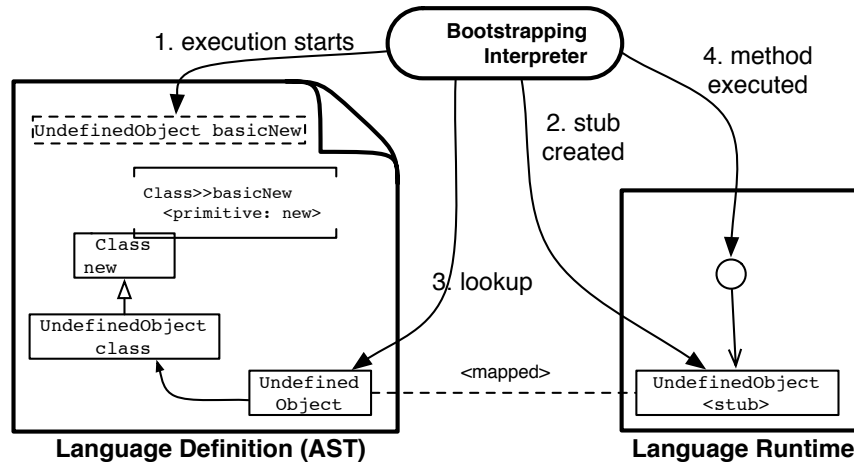 1. execution starts
Bootstrapping
Interpreter
4. method
executed
UndefinedObject basicNew
2. stub
created
Class>>basicNew
<primitive: new>
Class
new
3. lookup
UndefinedObject
class
Undefined
Object
<mapped>
UndefinedObject
<stub>
Language Definition (AST)
Language Runtime